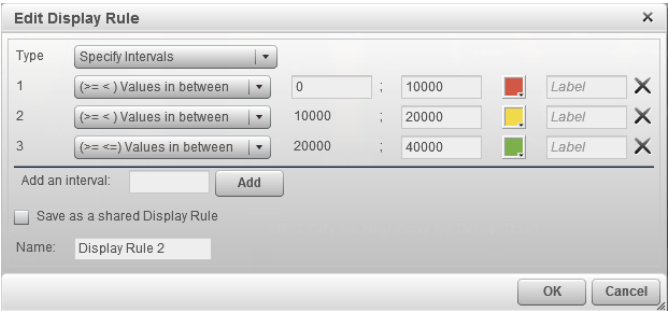 Edit Display Rule
Type Specify Intervals
1 (>= < ) Values in between 0 ; 10000 Label
2 (>= < ) Values in between 10000 ; 20000 Label
3 (>= <=) Values in between 20000 ; 40000 Label
Add an interval: Add
Save as a shared Display Rule
Name: Display Rule 2
OK Cancel